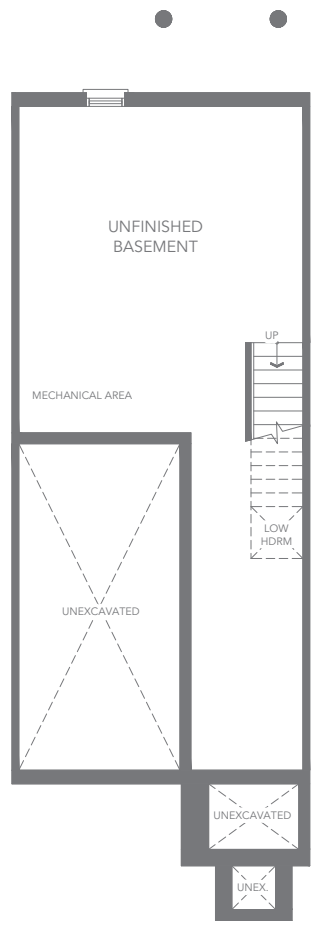 UNFINISHED
BASEMENT
UP
MECHANICAL AREA
LOW
HDRM
UNEXCAVATED
UNEXCAVATED
UNEX.